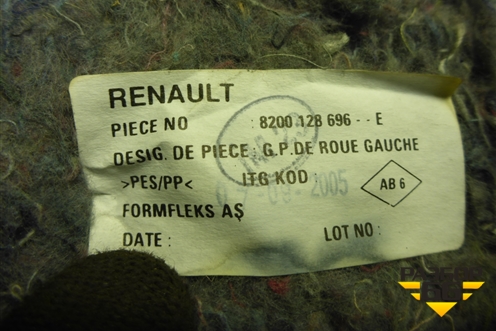 RENAULT
PIECE NO : 8200 128 696 - - E
DESIG. DE PIECE : G.P.DE ROUE GAUCHE
>PES/PP< ITG KOD : AB 6
2005
FORMFLEKS AŞ
DATE : LOT NO :